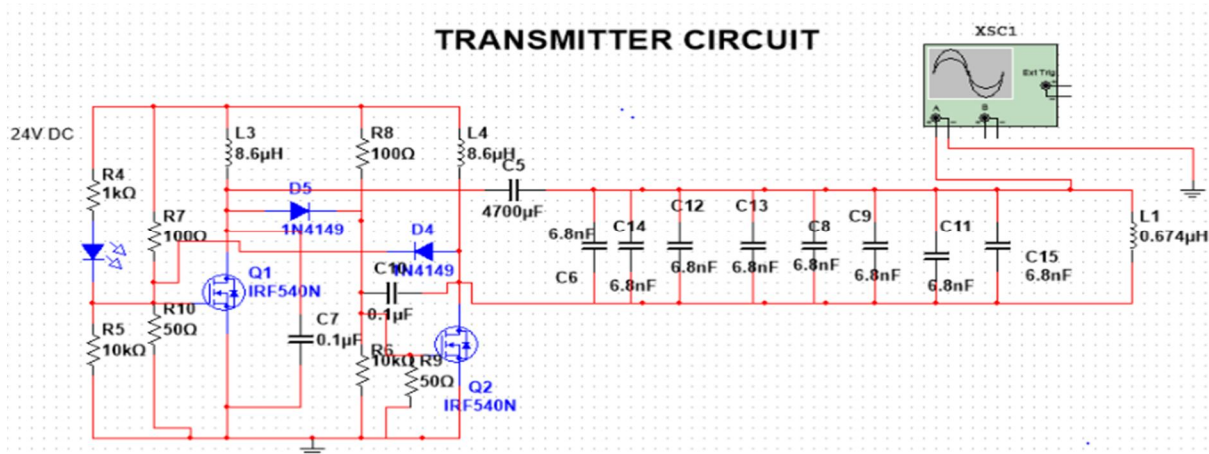 TRANSMITTER CIRCUIT
XSC1
Ext Trig
A
B
24V DC
L3
8.6µH
R8
100Ω
L4
8.6µH
C5
4700µF
R4
1kΩ
R7
100Ω
D5
1N4149
D4
1N4149
C12
6.8nF
C13
6.8nF
6.8nF
C6
C14
6.8nF
C8
6.8nF
C9
6.8nF
C11
6.8nF
C15
6.8nF
L1
0.674µH
Q1
IRF540N
C10
0.1µF
R5
10kΩ
R10
50Ω
C7
0.1µF
R6
10kΩ
R9
50Ω
Q2
IRF540N